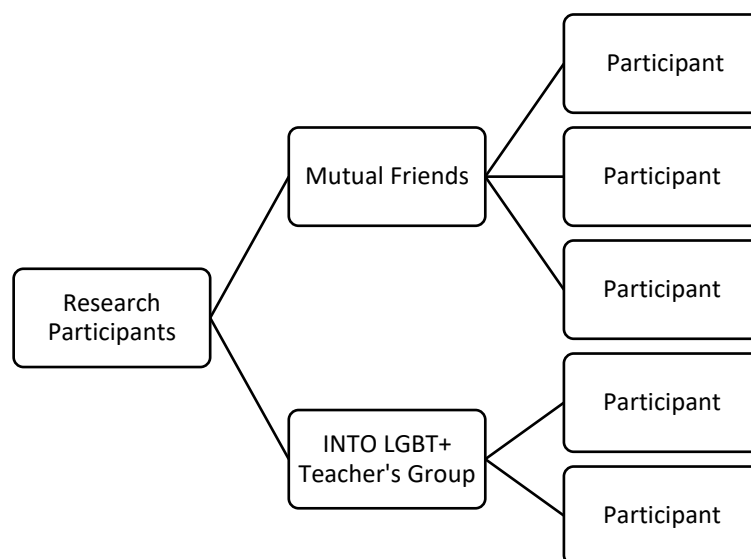 Research
Participants
Mutual Friends
INTO LGBT+
Teacher's Group
Participant
Participant
Participant
Participant
Participant